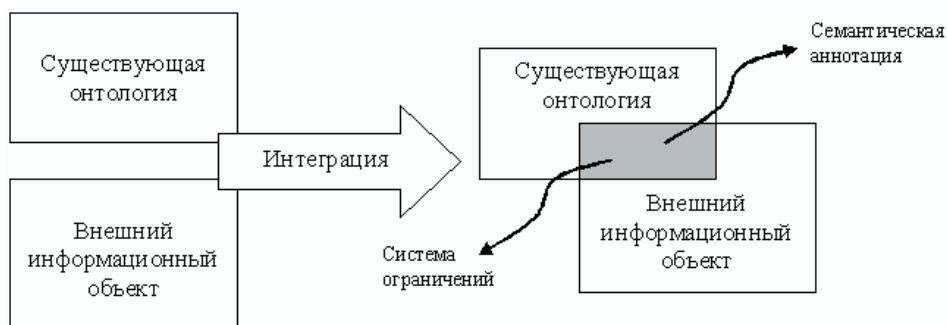 Существующая
онтология
Внешний
информационный
объект
Интеграция
Существующая
онтология
Внешний
информационный
объект
Семантическая
аннотация
Система
ограничений